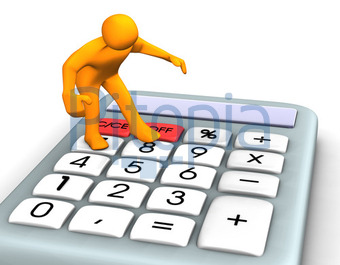 Pitopia
C/CE OFF
8 % ÷
5 6 9 x
4 2 3 -
1 , = +
0